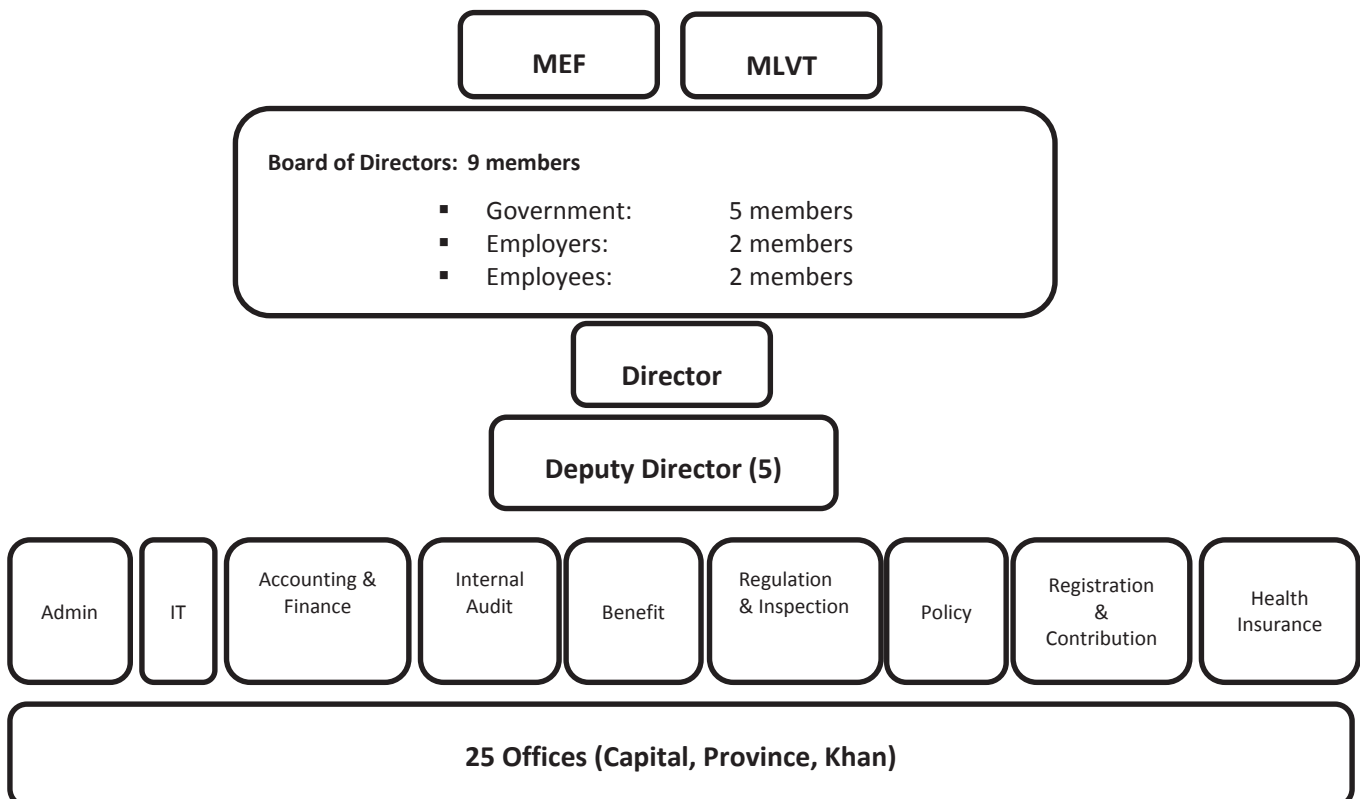 MEF
MLVT
Board of Directors: 9 members
▪ Government: 5 members
▪ Employers: 2 members
▪ Employees: 2 members
Director
Deputy Director (5)
Admin
IT
Accounting &
Finance
Internal
Audit
Benefit
Regulation
& Inspection
Policy
Registration
&
Contribution
Health
Insurance
25 Offices (Capital, Province, Khan)